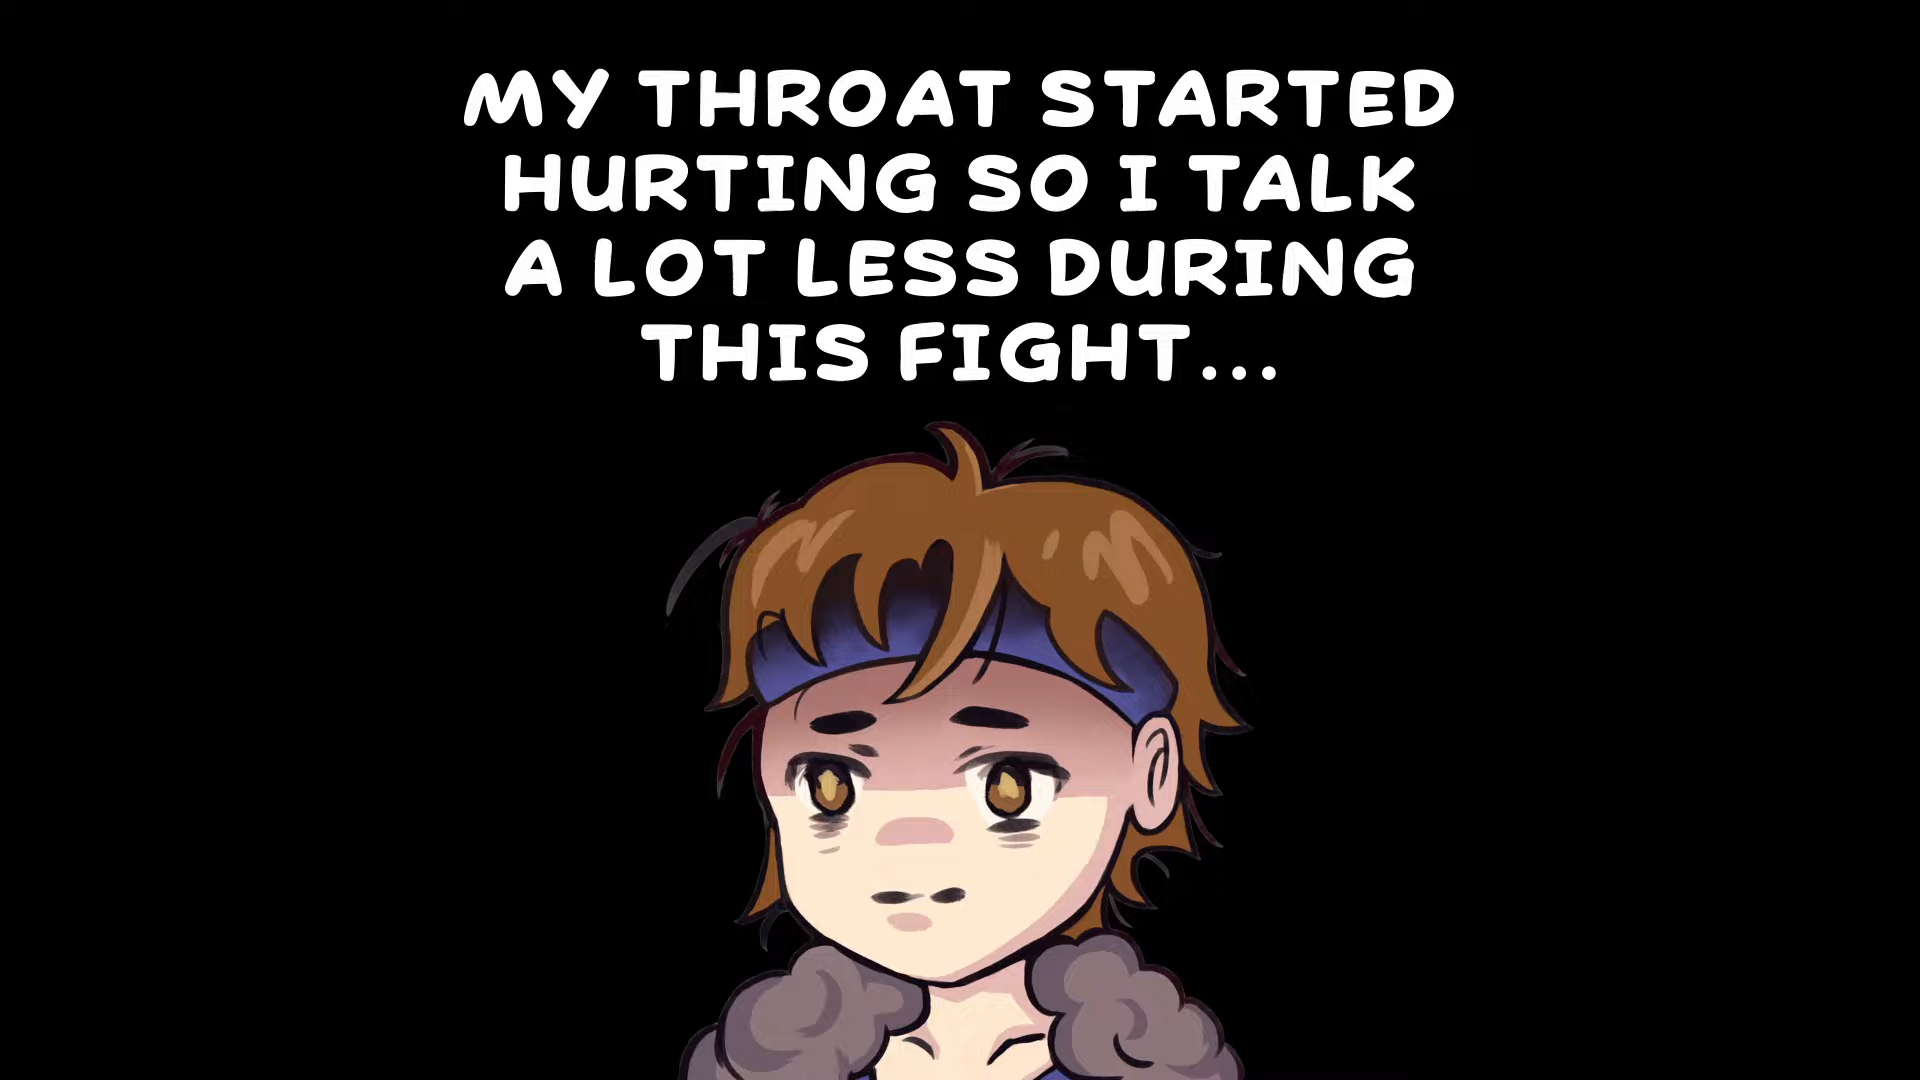 MY THROAT STARTED
HURTING SO I TALK
A LOT LESS DURING
THIS FIGHT...